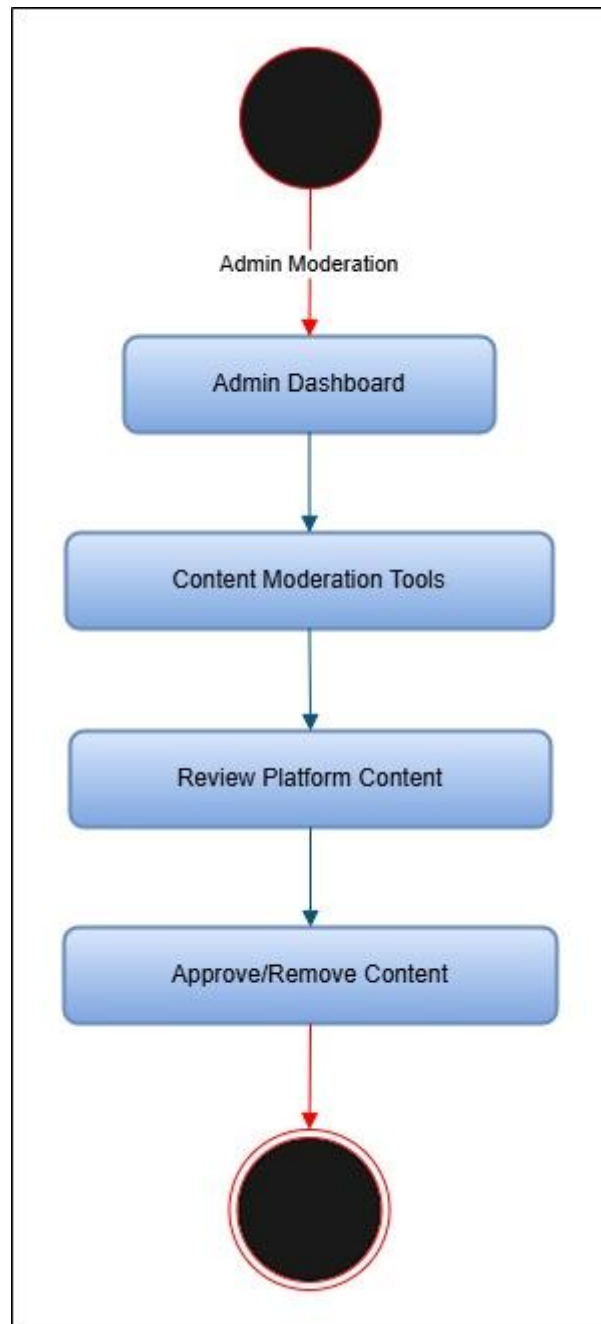 Admin Moderation
Admin Dashboard
Content Moderation Tools
Review Platform Content
Approve/Remove Content